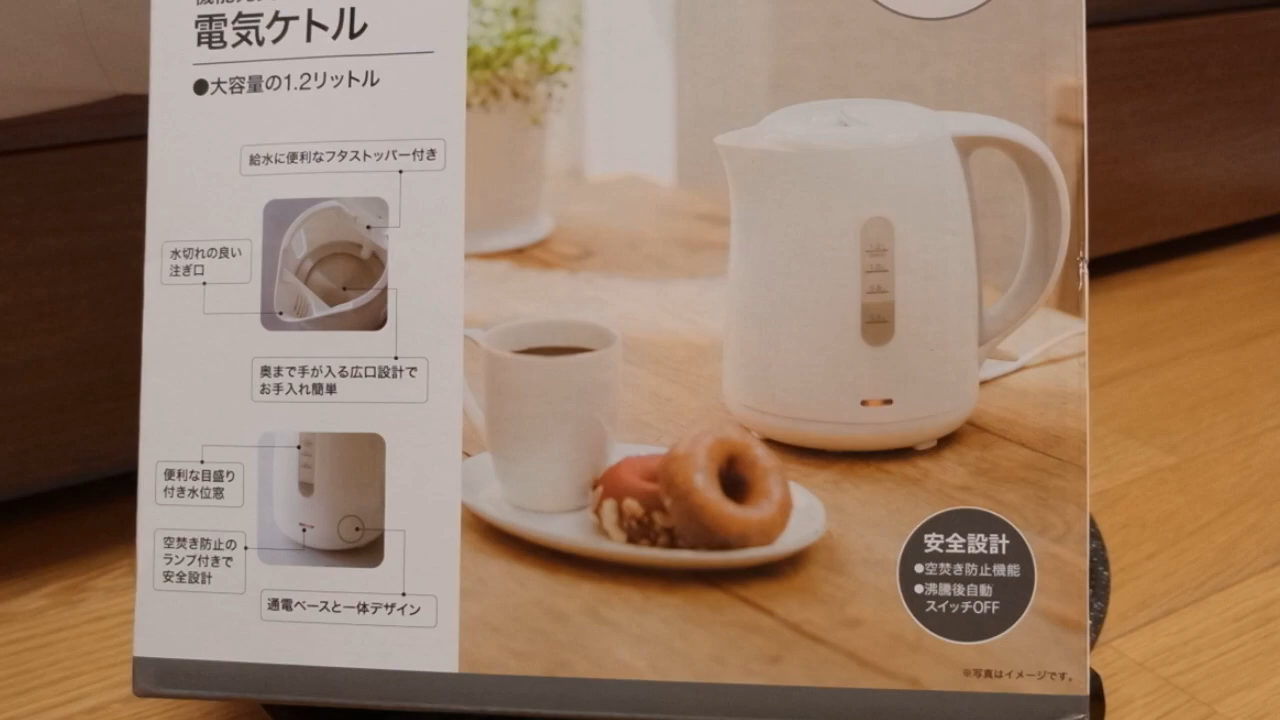 電気ケトル
●大容量の1.2リットル
給水に便利なフタストッパー付き
水切れの良い
注ぎ口
奥まで手が入る広口設計で
お手入れ簡単
便利な目盛り
付き水位窓
空焚き防止の
ランプ付きで
安全設計
通電ベースと一体デザイン
安全設計
●空焚き防止機能
●沸騰後自動
スイッチOFF
※写真はイメージです。